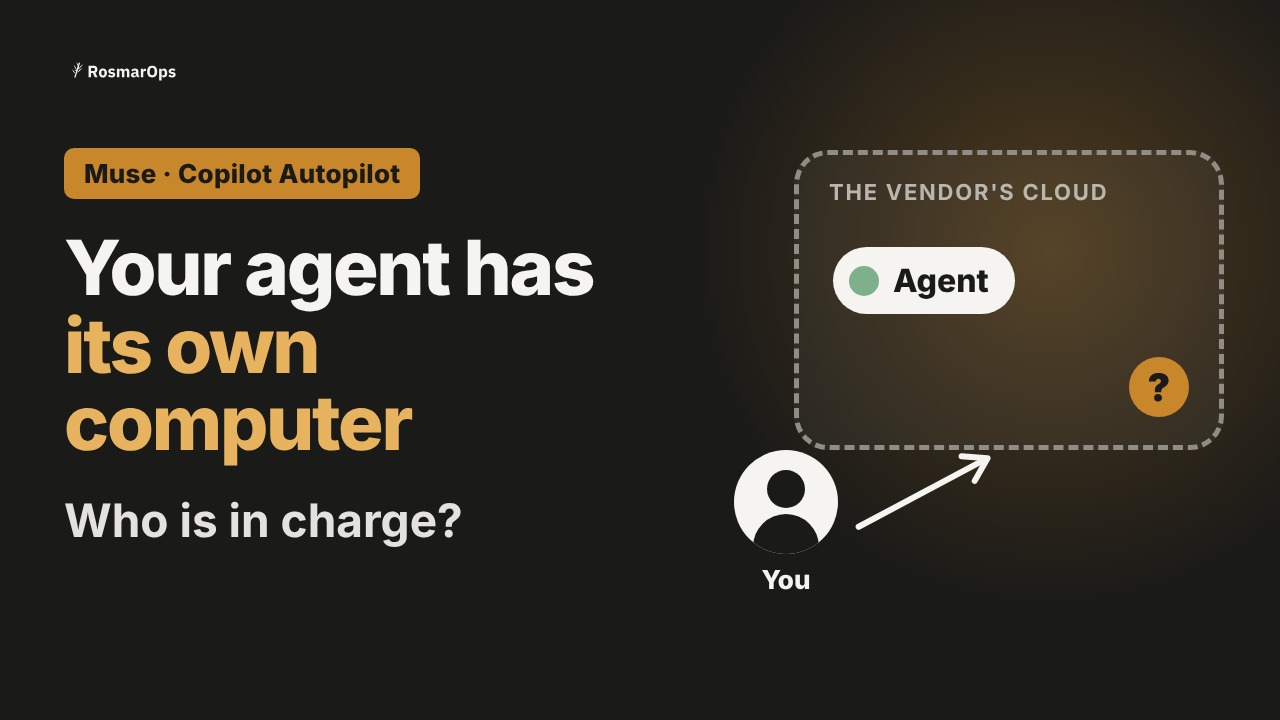 RosmarOps
Muse · Copilot Autopilot
Your agent has
its own
computer
Who is in charge?
THE VENDOR'S CLOUD
Agent
?
You